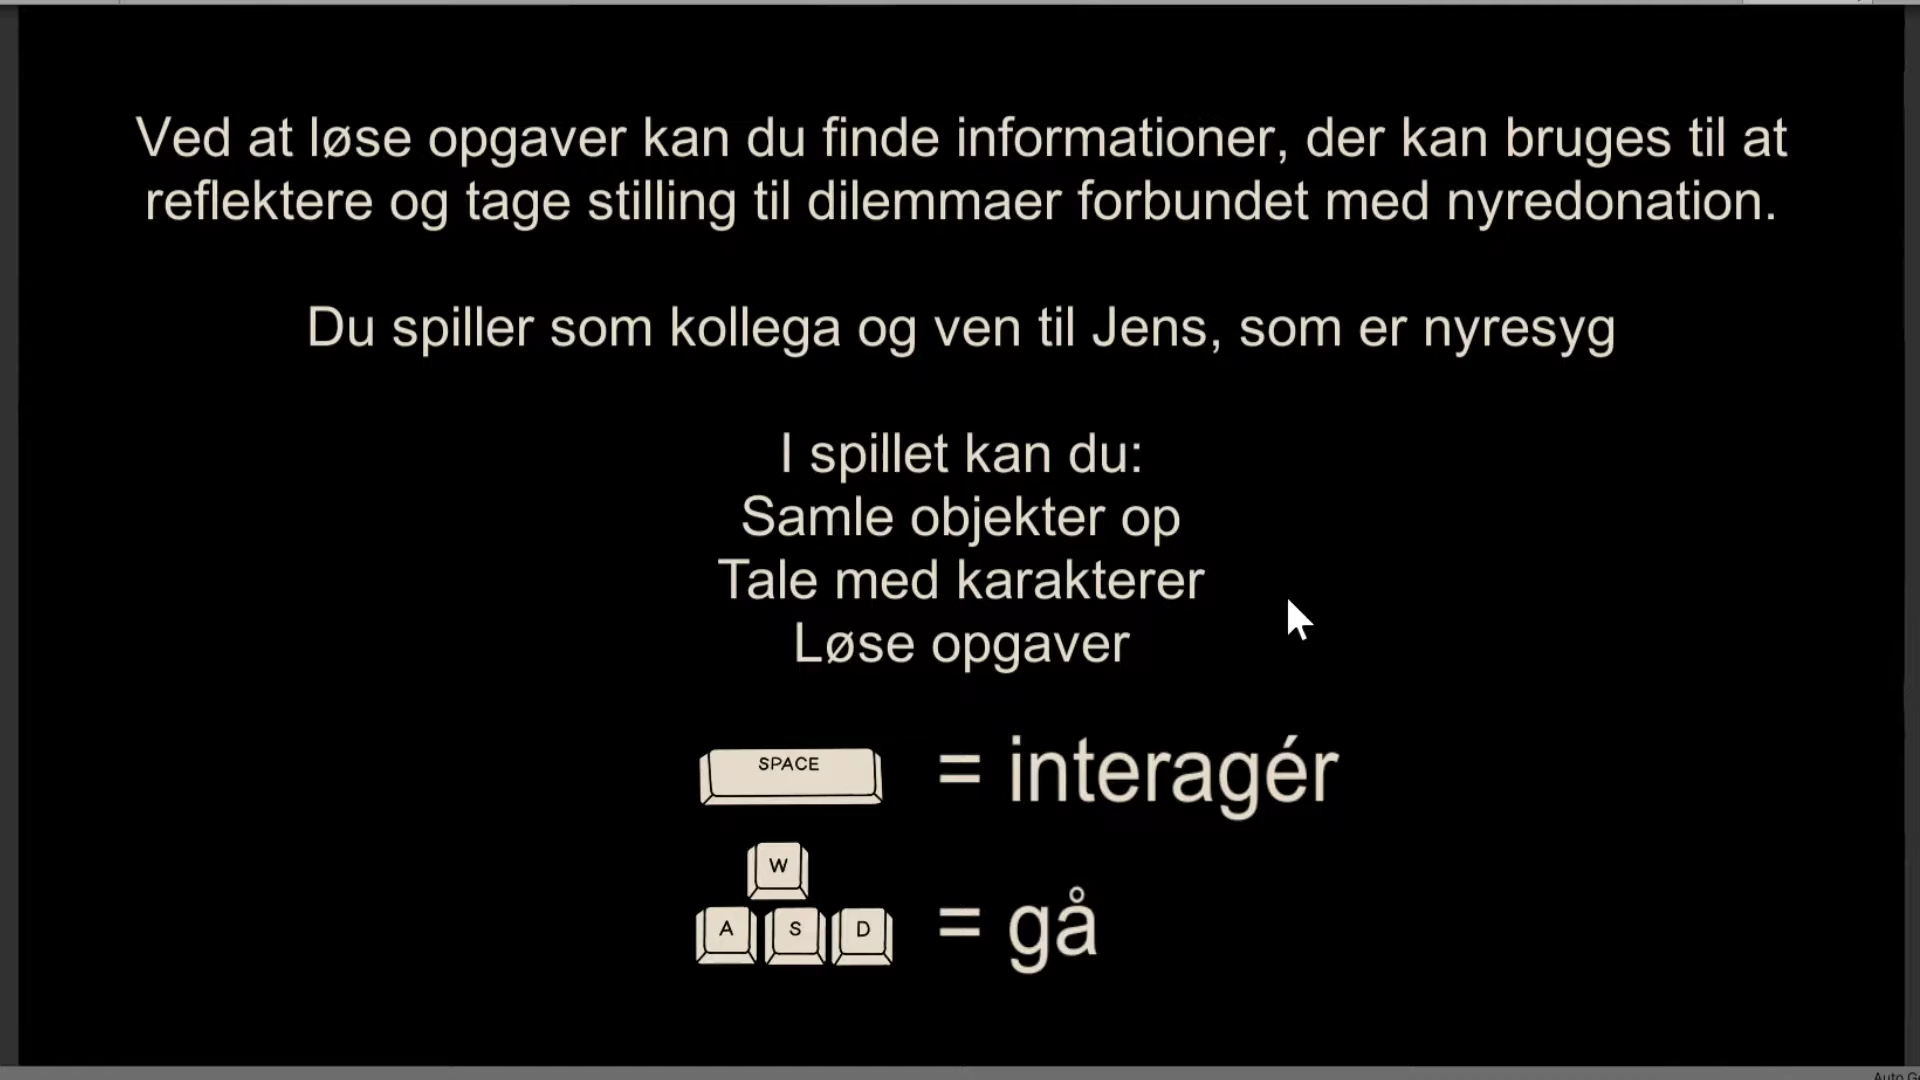 Ved at løse opgaver kan du finde informationer, der kan bruges til at
reflektere og tage stilling til dilemmaer forbundet med nyredonation.
Du spiller som kollega og ven til Jens, som er nyresyg
I spillet kan du:
Samle objekter op
Tale med karakterer
Løse opgaver
SPACE = interagér
W
A S D = gå